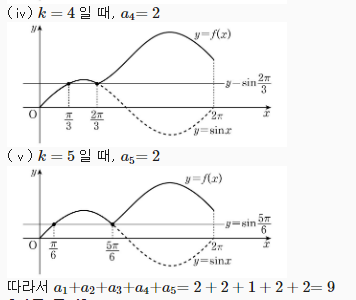 (ⅳ) k = 4 일 때, a₄= 2
y
y=f(x)
y=sin 2π/3
O π/3 2π/3 2π x
y=sinx
(ⅴ) k = 5 일 때, a₅= 2
y
y=f(x)
y=sin 5π/6
O π/6 5π/6 2π x
y=sinx
따라서 a₁+a₂+a₃+a₄+a₅= 2 + 2 + 1 + 2 + 2 = 9